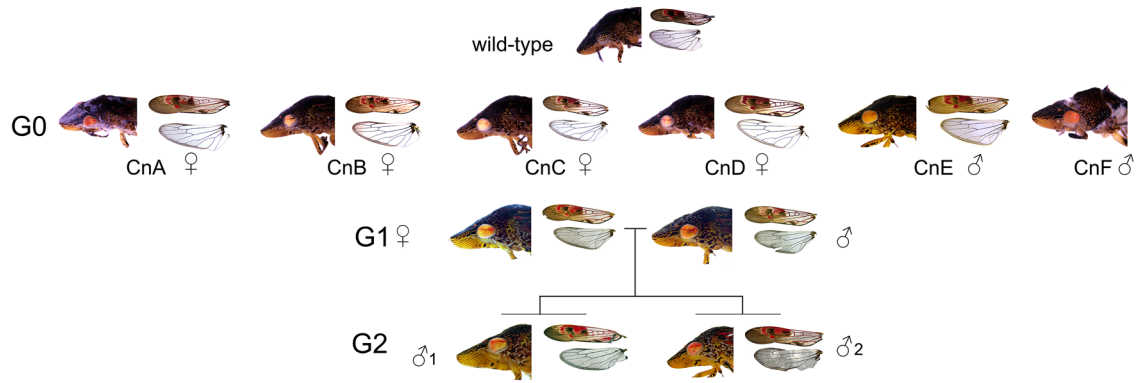 wild-type
G0
CnA ♀ CnB ♀ CnC ♀ CnD ♀ CnE ♂ CnF ♂
G1 ♀ ♂
G2 ♂1 ♂2